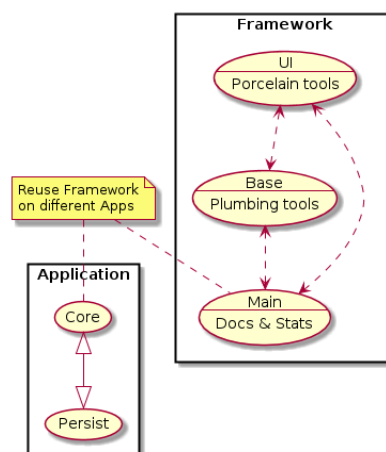 Framework
UI
Porcelain tools
Base
Plumbing tools
Reuse Framework
on different Apps
Application
Main
Docs & Stats
Core
Persist